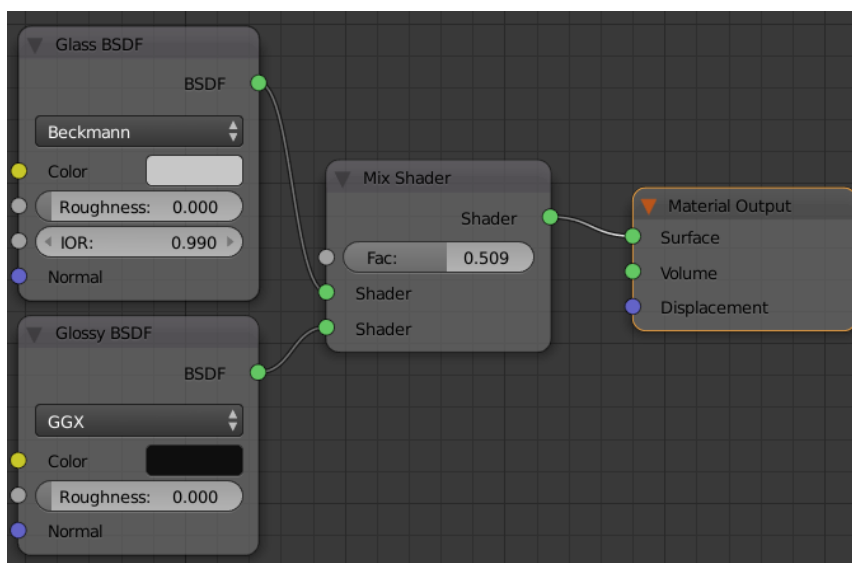 Glass BSDF
BSDF
Beckmann
Color
Roughness: 0.000
IOR: 0.990
Normal
Glossy BSDF
BSDF
GGX
Color
Roughness: 0.000
Normal
Mix Shader
Shader
Fac: 0.509
Shader
Shader
Material Output
Surface
Volume
Displacement